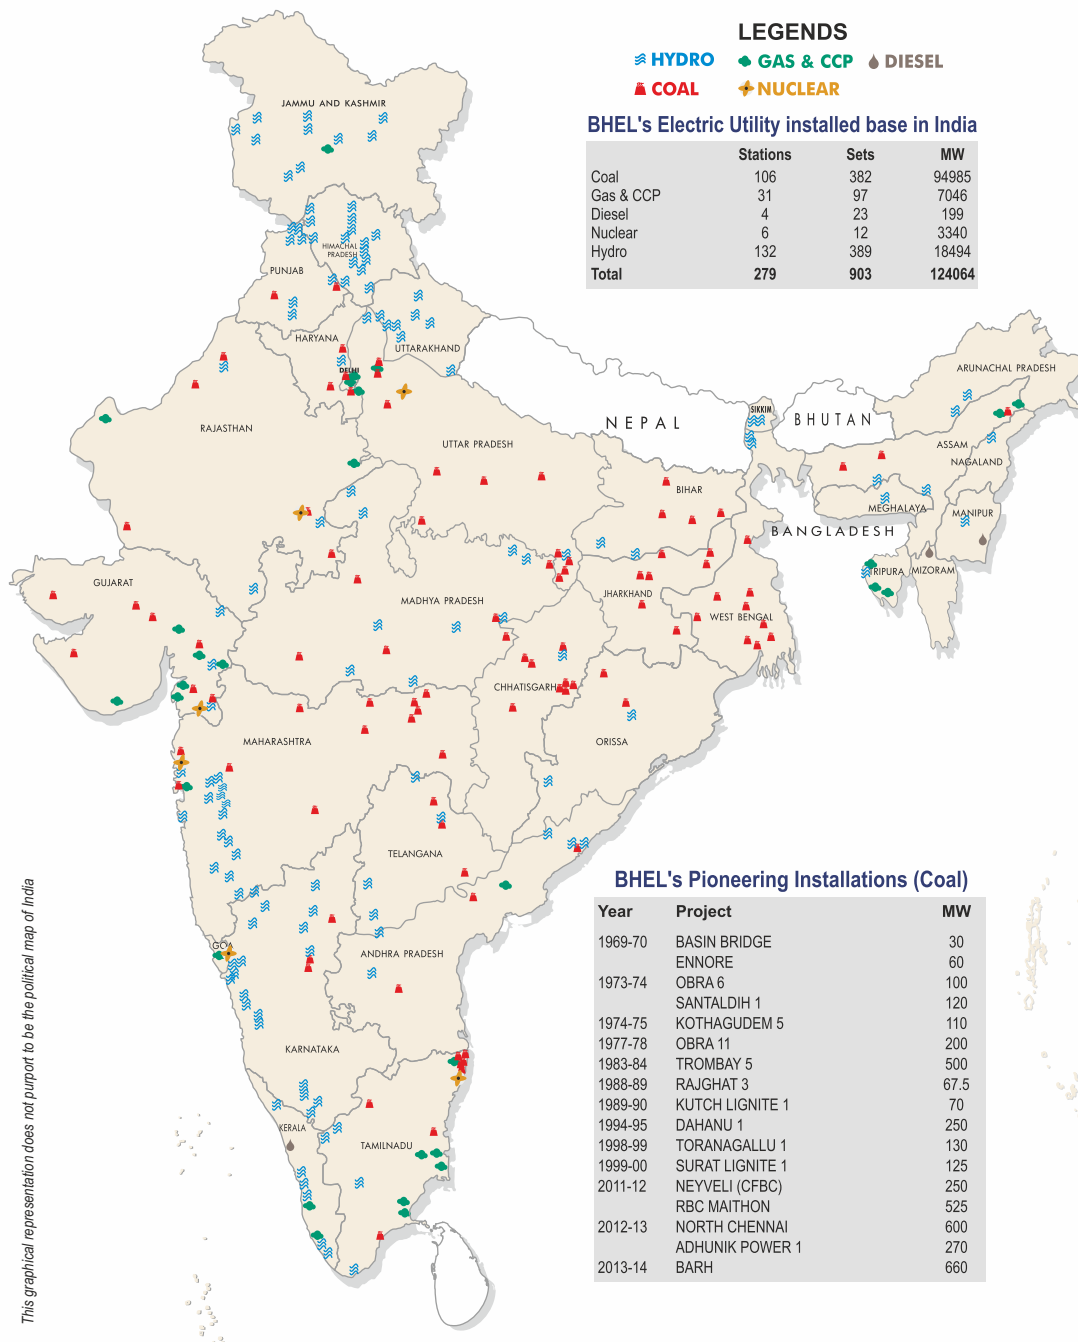 LEGENDS
HYDRO GAS & CCP DIESEL
COAL NUCLEAR
BHEL's Electric Utility installed base in India
Stations Sets MW
Coal 106 382 94985
Gas & CCP 31 97 7046
Diesel 4 23 199
Nuclear 6 12 3340
Hydro 132 389 18494
Total 279 903 124064
JAMMU AND KASHMIR
HIMACHAL
PRADESH
PUNJAB
HARYANA
UTTARAKHAND
DELHI
ARUNACHAL PRADESH
SIKKIM
NEPAL
BHUTAN
RAJASTHAN
UTTAR PRADESH
ASSAM
NAGALAND
BIHAR
MEGHALAYA
MANIPUR
BANGLADESH
TRIPURA
MIZORAM
GUJARAT
MADHYA PRADESH
JHARKHAND
WEST BENGAL
CHHATISGARH
MAHARASHTRA
ORISSA
TELANGANA
GOA
ANDHRA PRADESH
KARNATAKA
KERALA
TAMILNADU
BHEL's Pioneering Installations (Coal)
Year Project MW
1969-70 BASIN BRIDGE 30
ENNORE 60
1973-74 OBRA 6 100
SANTALDIH 1 120
1974-75 KOTHAGUDEM 5 110
1977-78 OBRA 11 200
1983-84 TROMBAY 5 500
1988-89 RAJGHAT 3 67.5
1989-90 KUTCH LIGNITE 1 70
1994-95 DAHANU 1 250
1998-99 TORANAGALLU 1 130
1999-00 SURAT LIGNITE 1 125
2011-12 NEYVELI (CFBC) 250
RBC MAITHON 525
2012-13 NORTH CHENNAI 600
ADHUNIK POWER 1 270
2013-14 BARH 660
This graphical representation does not purport to be the political map of India